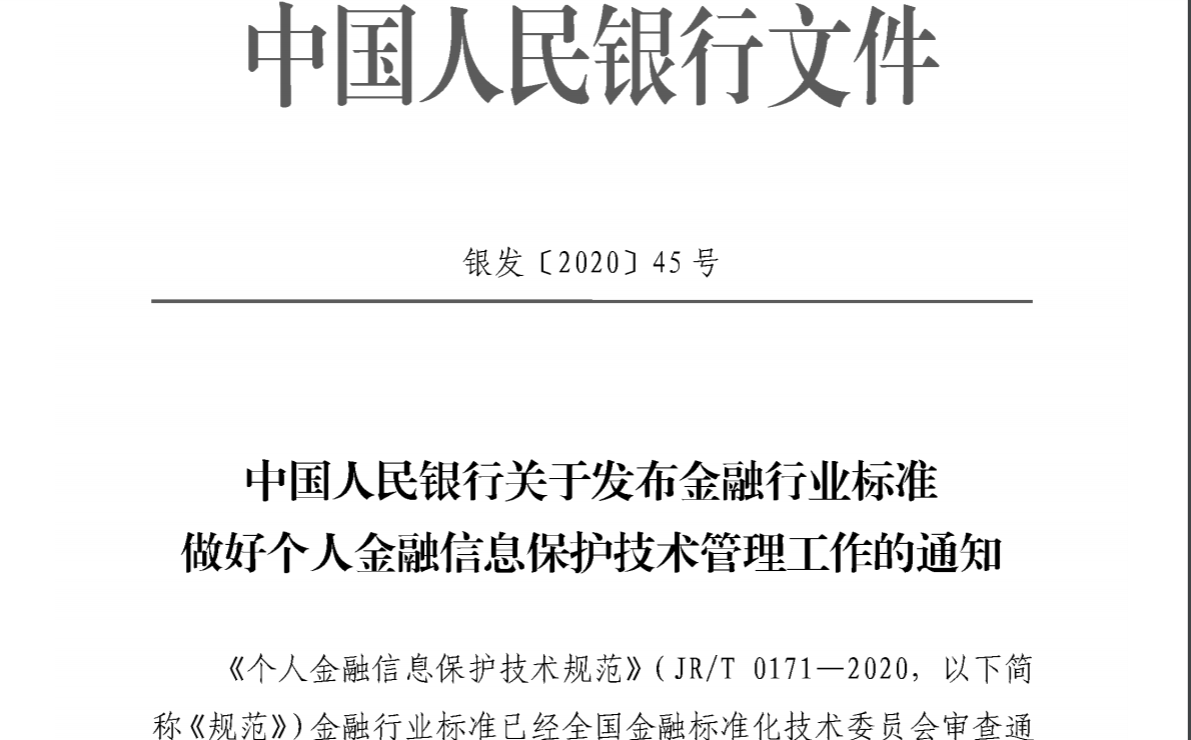 中国人民银行文件
银发〔2020〕45 号
中国人民银行关于发布金融行业标准
做好个人金融信息保护技术管理工作的通知
《个人金融信息保护技术规范》(JR/T 0171—2020，以下简
称《规范》)金融行业标准已经全国金融标准化技术委员会审查通